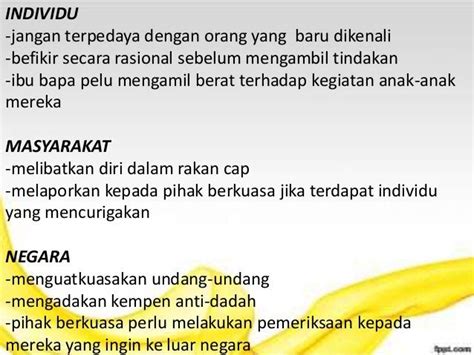 INDIVIDU
-jangan terpedaya dengan orang yang baru dikenali
-befikir secara rasional sebelum mengambil tindakan
-ibu bapa pelu mengamil berat terhadap kegiatan anak-anak
mereka
MASYARAKAT
-melibatkan diri dalam rakan cap
-melaporkan kepada pihak berkuasa jika terdapat individu
yang mencurigakan
NEGARA
-menguatkuasakan undang-undang
-mengadakan kempen anti-dadah
-pihak berkuasa perlu melakukan pemeriksaan kepada
mereka yang ingin ke luar negara
fppt.com